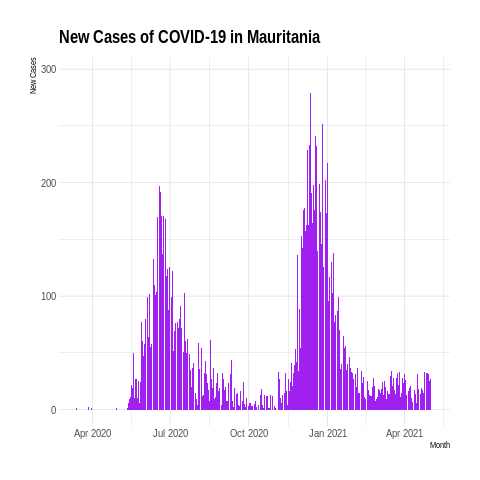 New Cases of COVID-19 in Mauritania
New Cases
300
200
100
0
Apr 2020 Jul 2020 Oct 2020 Jan 2021 Apr 2021
Month